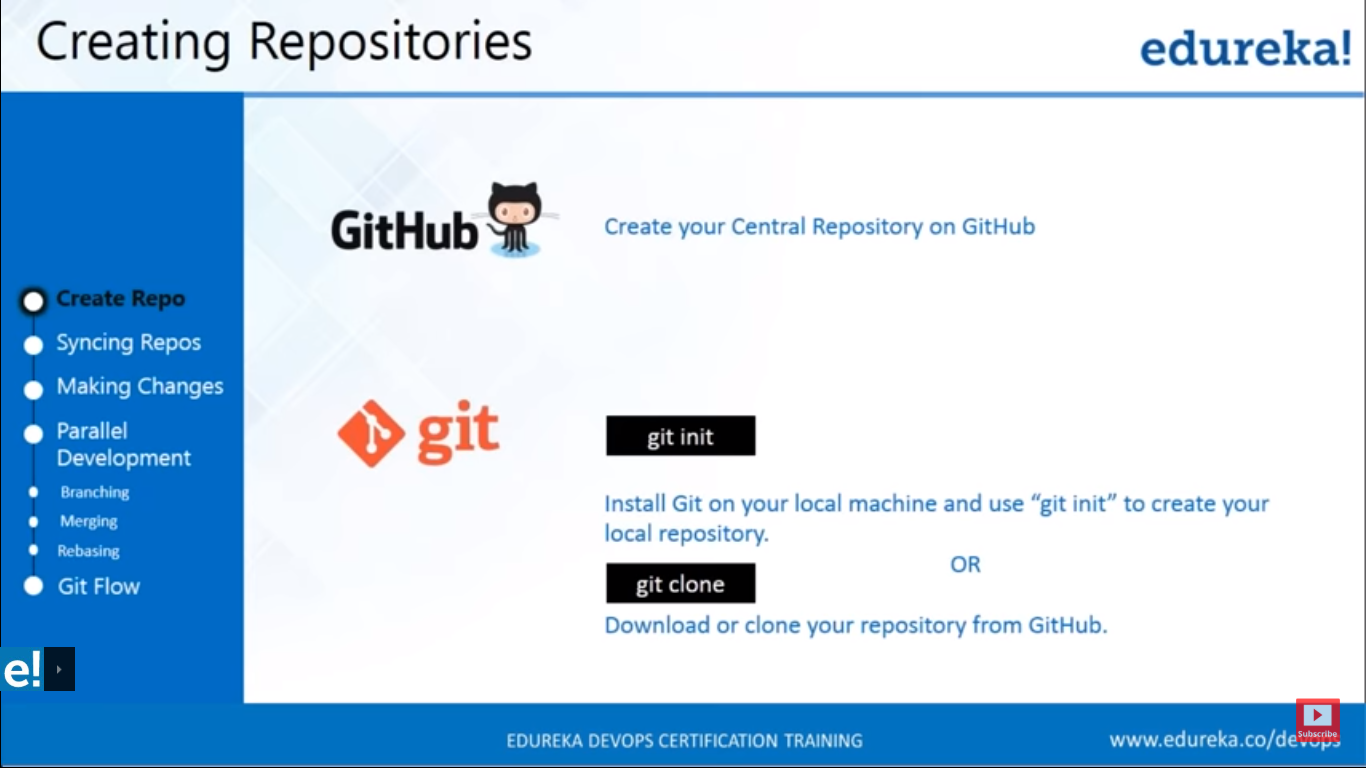 Creating Repositories
edureka!
GitHub
Create your Central Repository on GitHub
Create Repo
Syncing Repos
Making Changes
Parallel
Development
Branching
Merging
Rebasing
Git Flow
git
git init
Install Git on your local machine and use “git init” to create your
local repository.
OR
git clone
Download or clone your repository from GitHub.
e!
EDUREKA DEVOPS CERTIFICATION TRAINING
www.edureka.co/devops
Subscribe